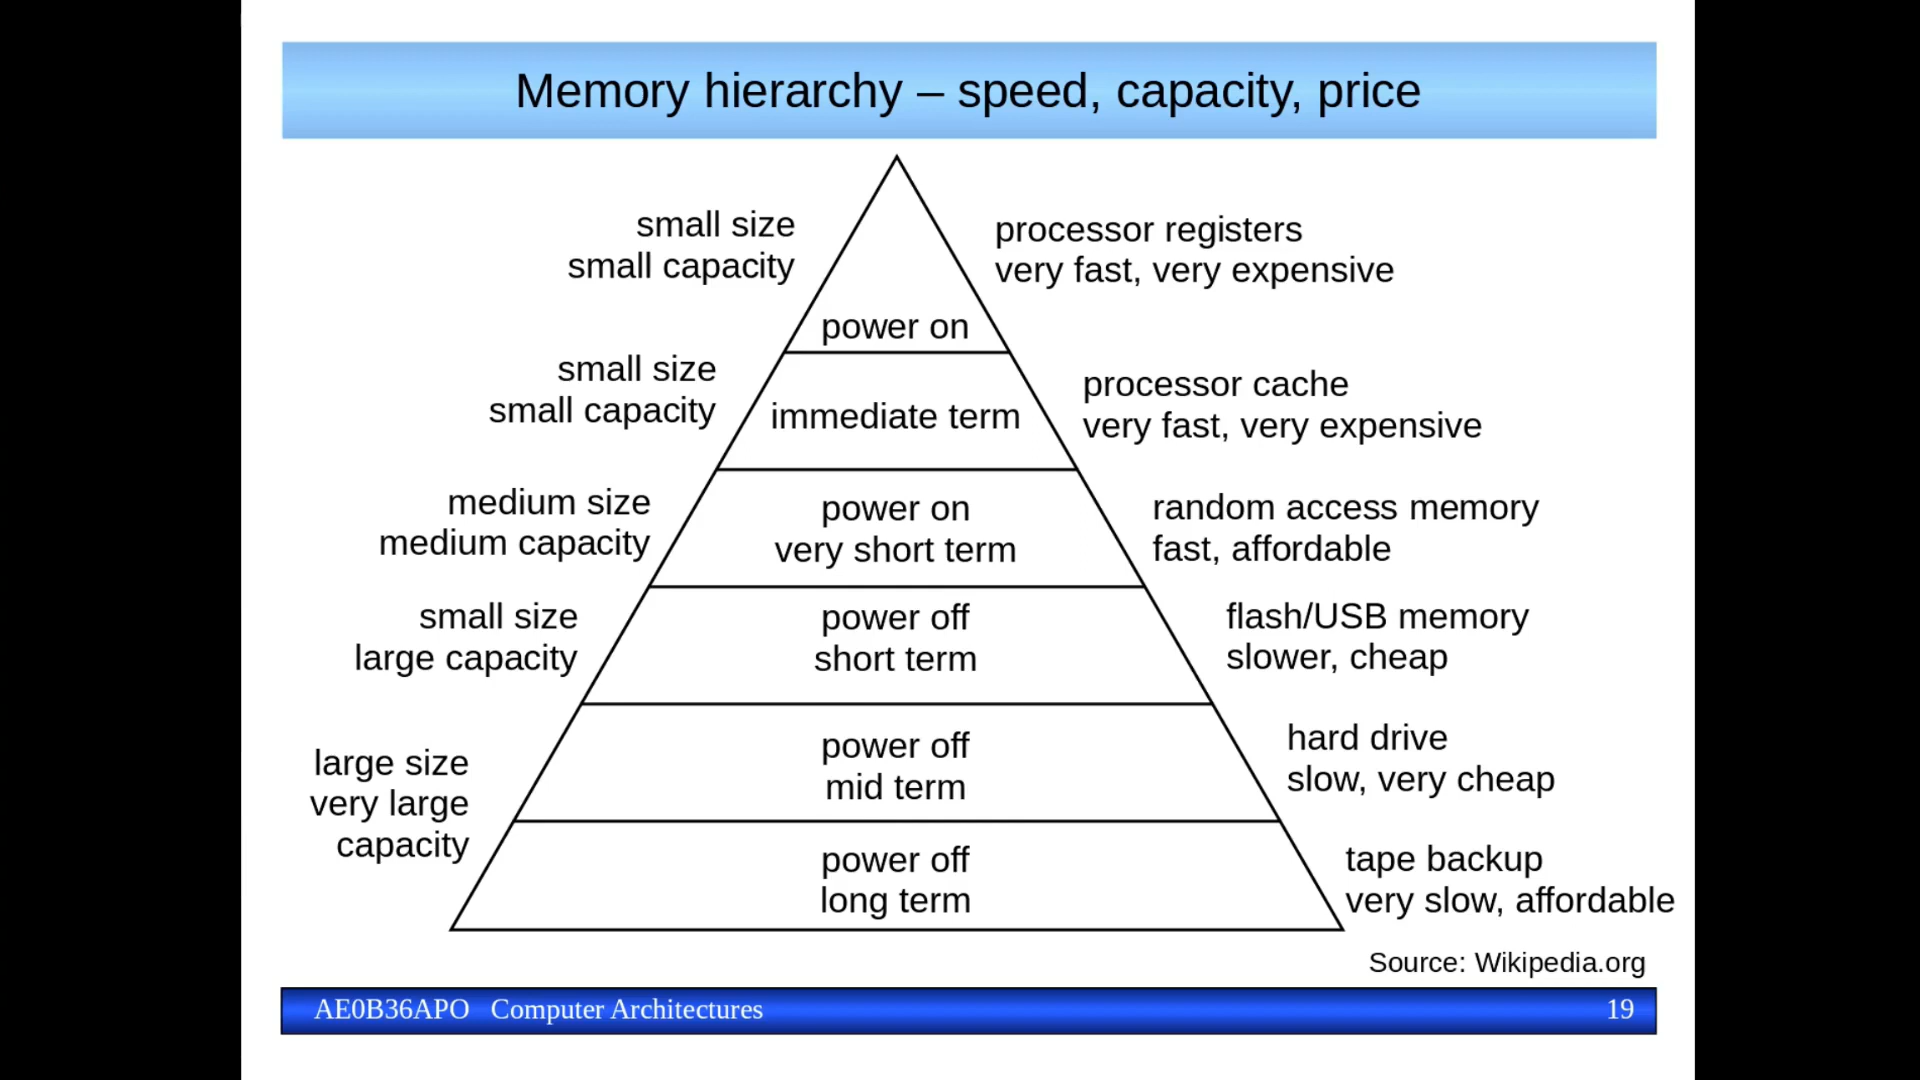 Memory hierarchy – speed, capacity, price
small size
small capacity
processor registers
very fast, very expensive
power on
small size
small capacity
immediate term
processor cache
very fast, very expensive
medium size
medium capacity
power on
very short term
random access memory
fast, affordable
small size
large capacity
power off
short term
flash/USB memory
slower, cheap
large size
very large
capacity
power off
mid term
hard drive
slow, very cheap
power off
long term
tape backup
very slow, affordable
Source: Wikipedia.org
AE0B36APO Computer Architectures
19